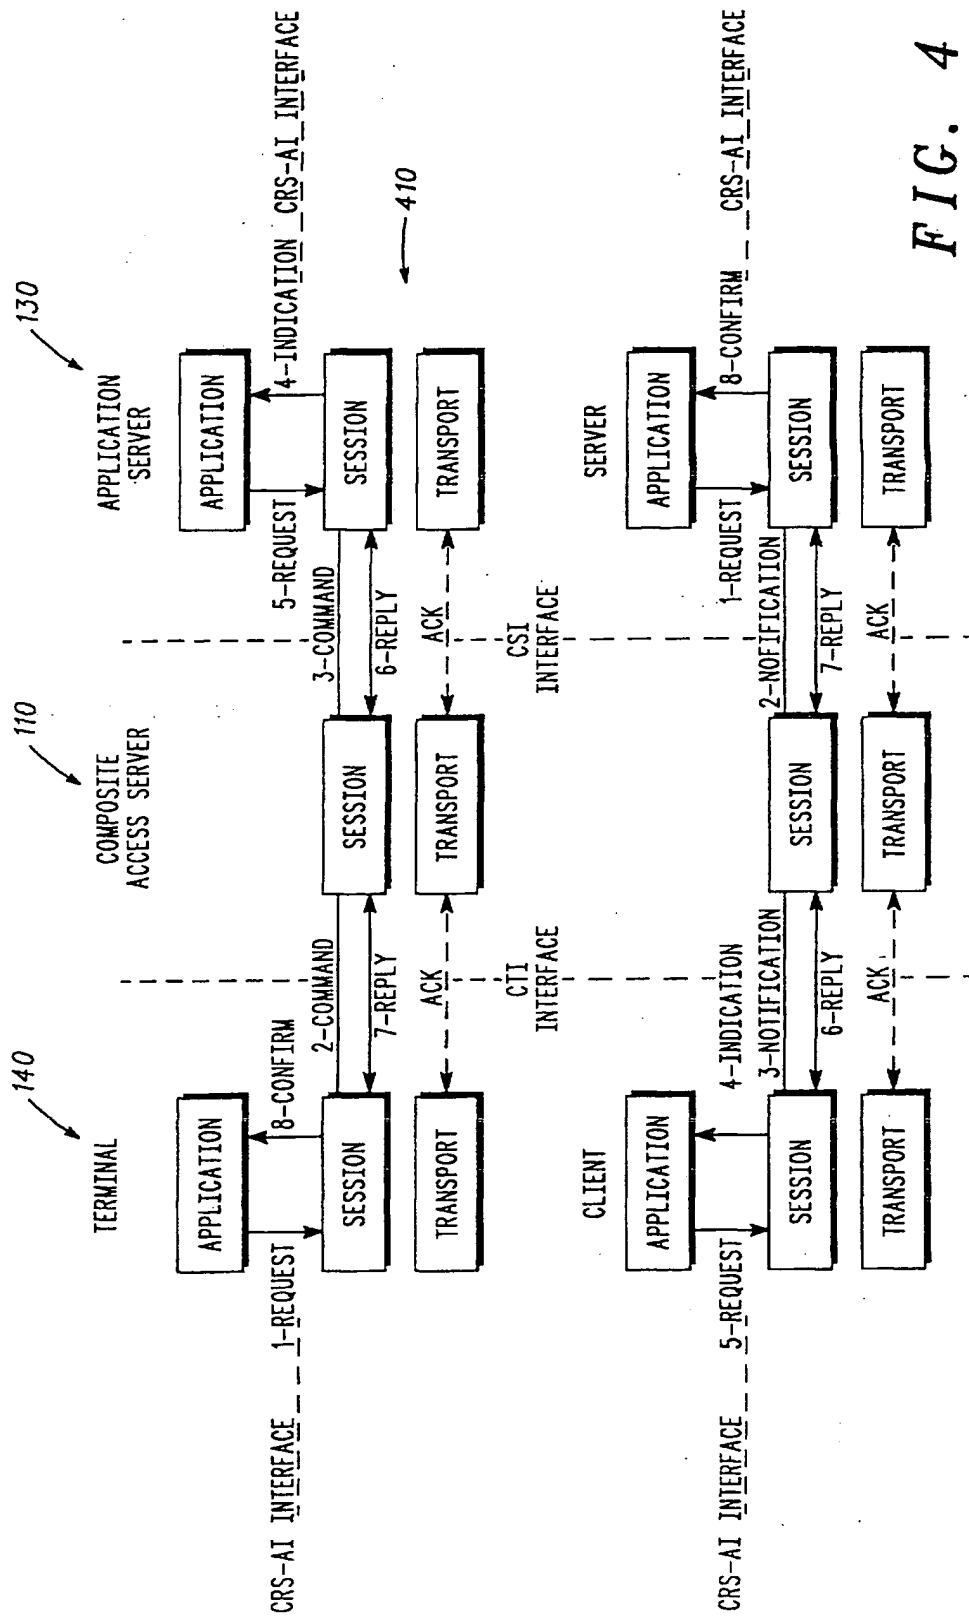 140
110
130
TERMINAL
COMPOSITE
ACCESS SERVER
APPLICATION
SERVER
APPLICATION
APPLICATION
CRS-AI INTERFACE
1-REQUEST
8-CONFIRM
5-REQUEST
4-INDICATION
CRS-AI INTERFACE
2-COMMAND
3-COMMAND
SESSION
SESSION
SESSION
7-REPLY
6-REPLY
410
TRANSPORT
ACK
TRANSPORT
ACK
TRANSPORT
CTI
INTERFACE
CSI
INTERFACE
CLIENT
SERVER
APPLICATION
APPLICATION
CRS-AI INTERFACE
5-REQUEST
4-INDICATION
1-REQUEST
8-CONFIRM
CRS-AI INTERFACE
3-NOTIFICATION
2-NOFIFICATION
SESSION
SESSION
SESSION
6-REPLY
7-REPLY
TRANSPORT
ACK
TRANSPORT
ACK
TRANSPORT
FIG. 4